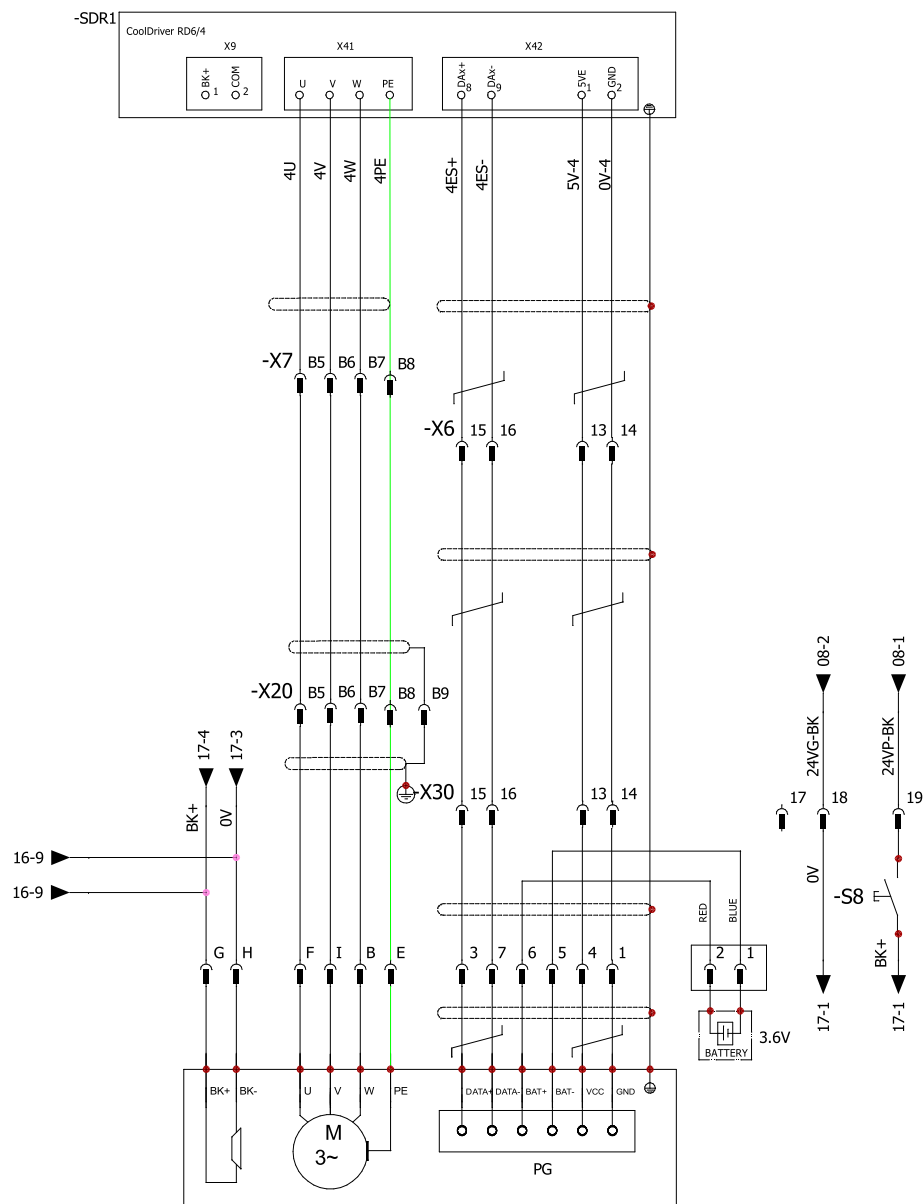 -SDR1
CoolDriver RD6/4
X9 X41 X42
BK+ COM U V W PE DAx+ DAx- 5VE GND
1 2 8 9 1 2
4U 4V 4W 4PE 4ES+ 4ES- 5V-4 0V-4
-X7 B5 B6 B7 B8
-X6 15 16 13 14
08-2 08-1
-X20 B5 B6 B7 B8 B9
17-4 17-3 24VG-BK 24VP-BK
-X30 15 16 13 14 17 18 19
BK+ 0V
16-9
16-9
0V -S8
RED BLUE
G H F I B E 3 7 6 5 4 1 2 1
BK+
17-1 17-1
3.6V
BATTERY
BK+ BK- U V W PE DATA+ DATA- BAT+ BAT- VCC GND
M
3~
PG